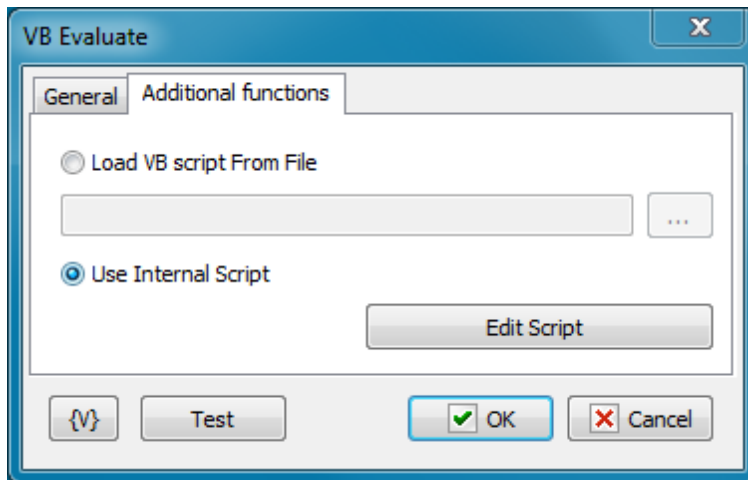 VB Evaluate
General Additional functions
Load VB script From File
...
Use Internal Script
Edit Script
{V} Test OK Cancel